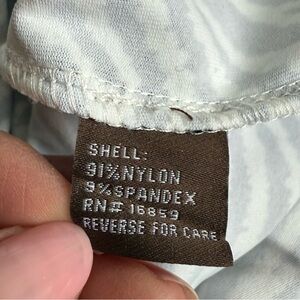 SHELL:
91%NYLON
9%SPANDEX
RN# 16859
REVERSE FOR CARE